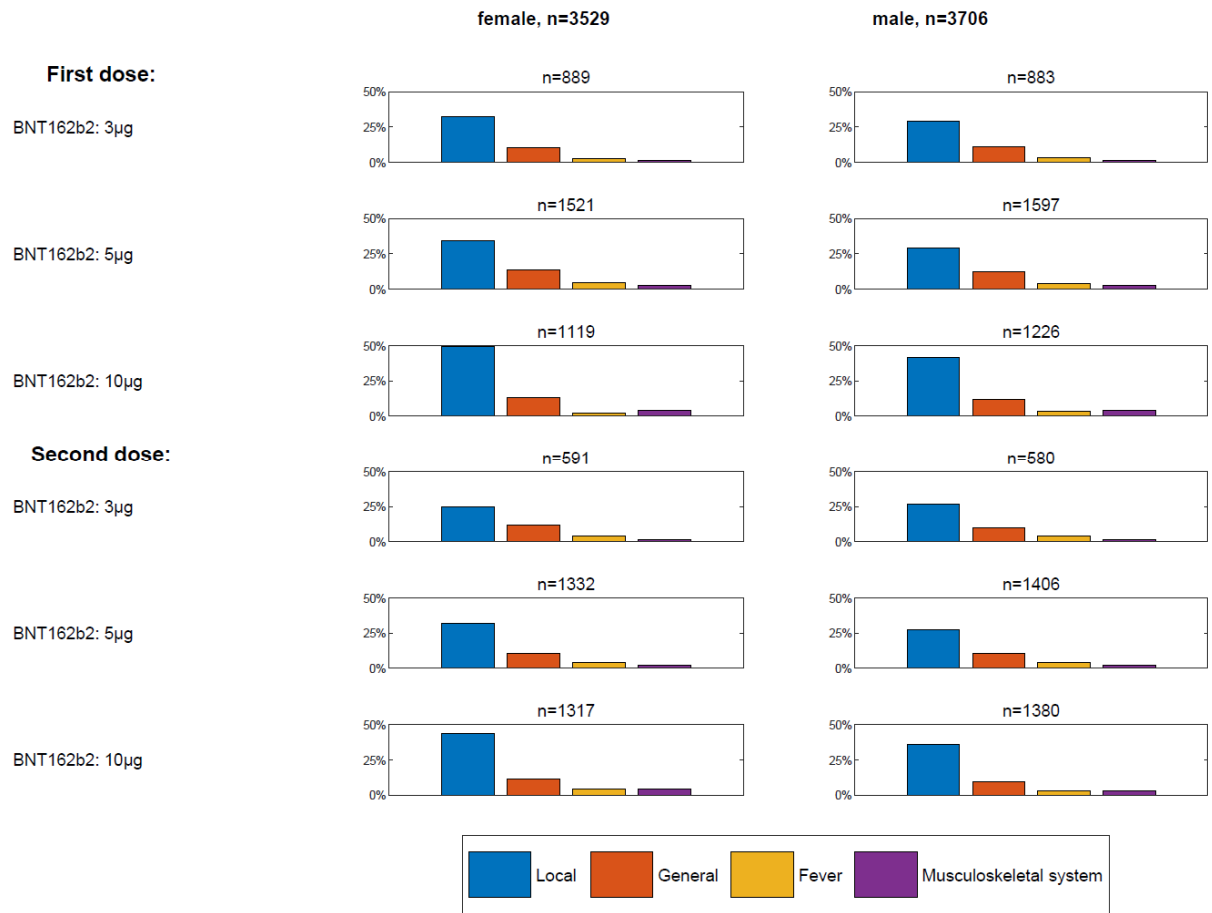 female, n=3529 male, n=3706
First dose:
n=889 n=883
BNT162b2: 3µg
50% 50%
25% 25%
0% 0%
n=1521 n=1597
BNT162b2: 5µg
50% 50%
25% 25%
0% 0%
n=1119 n=1226
BNT162b2: 10µg
50% 50%
25% 25%
0% 0%
Second dose:
n=591 n=580
BNT162b2: 3µg
50% 50%
25% 25%
0% 0%
n=1332 n=1406
BNT162b2: 5µg
50% 50%
25% 25%
0% 0%
n=1317 n=1380
BNT162b2: 10µg
50% 50%
25% 25%
0% 0%
Local General Fever Musculoskeletal system